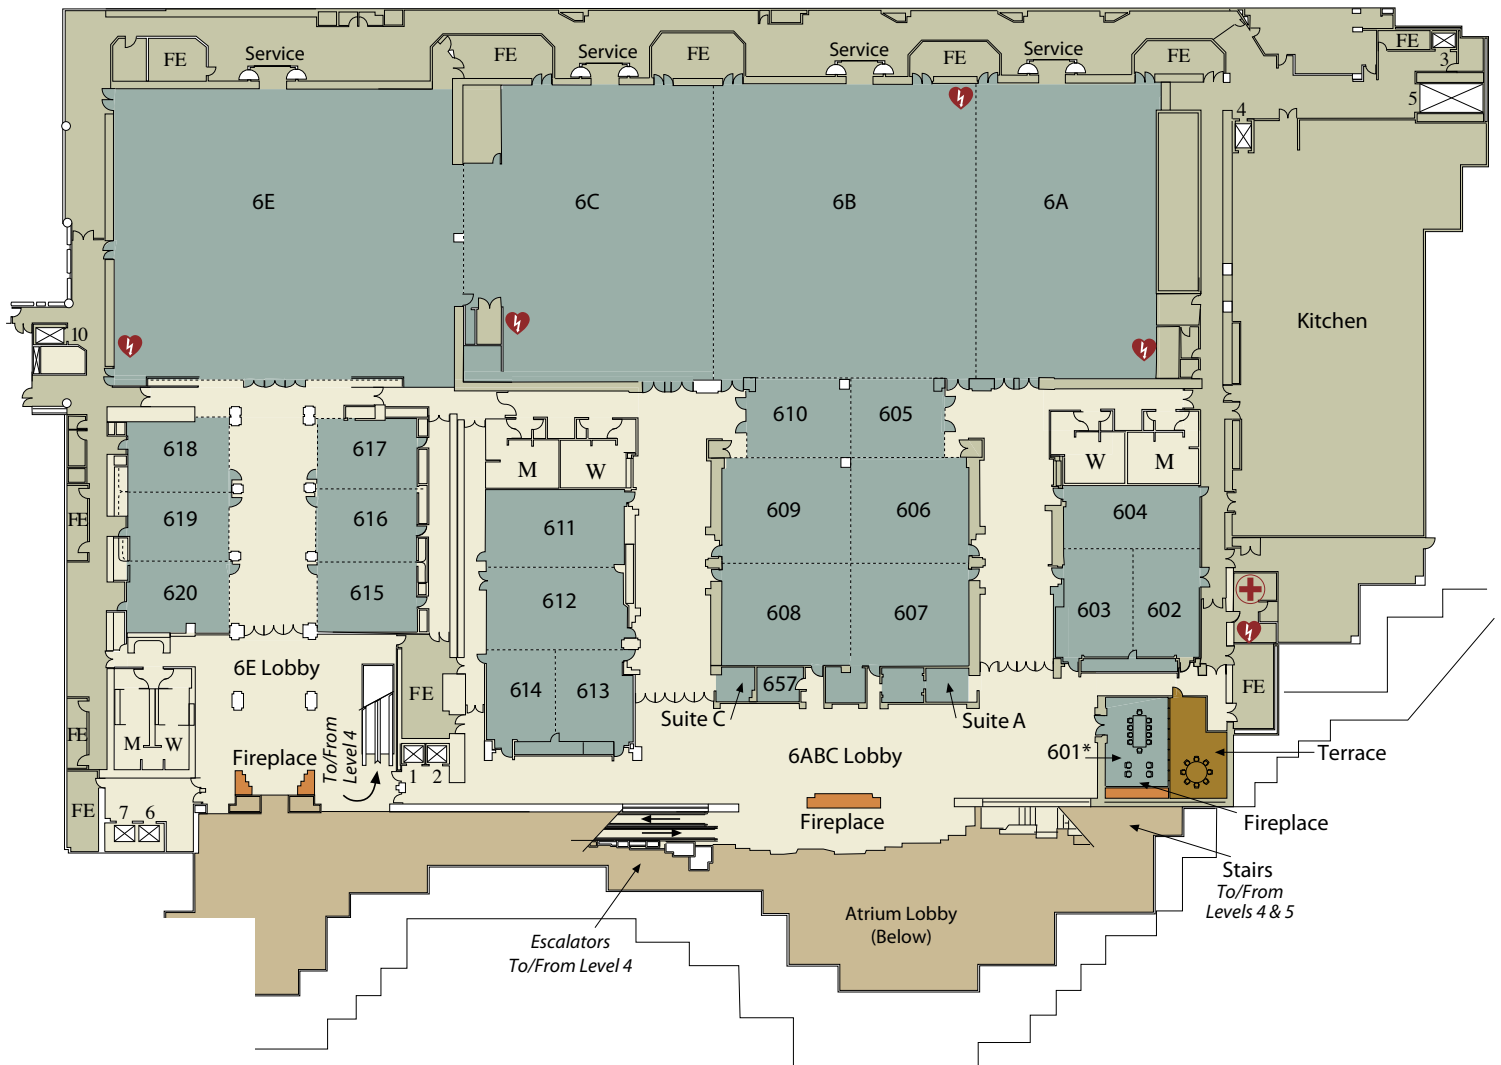 FE
Service
FE
Service
FE
Service
FE
Service
FE
FE
3
5
4
6E
6C
6B
6A
Kitchen
10
610
605
618
617
M
W
W
M
619
616
611
609
606
604
FE
620
615
612
608
607
603
602
6E Lobby
614
613
657
FE
FE
Suite C
Suite A
FE
M
W
Fireplace
To/From
Level 4
1
2
6ABC Lobby
601*
Terrace
FE
7
6
Fireplace
Fireplace
Stairs
To/From
Levels 4 & 5
Atrium Lobby
(Below)
Escalators
To/From Level 4